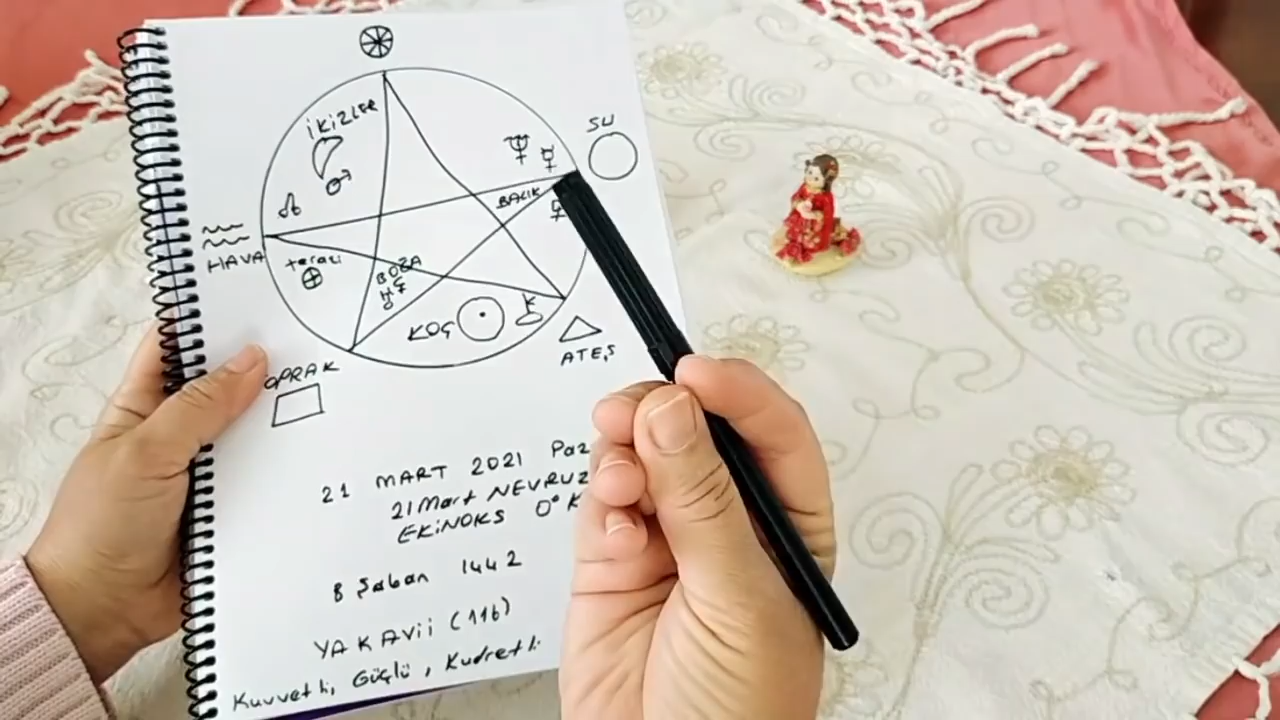 SU
İKİZLER
BALIK
HAVA
terazi
BOĞA
KOÇ
ATEŞ
OPRAK
21 MART 2021 Paz
21 Mart NEVRUZ
EKİNOKS 0° K
8 Şaban 1442
YA KAVİİ (116)
Kuvvetli, Güçlü, Kudretli